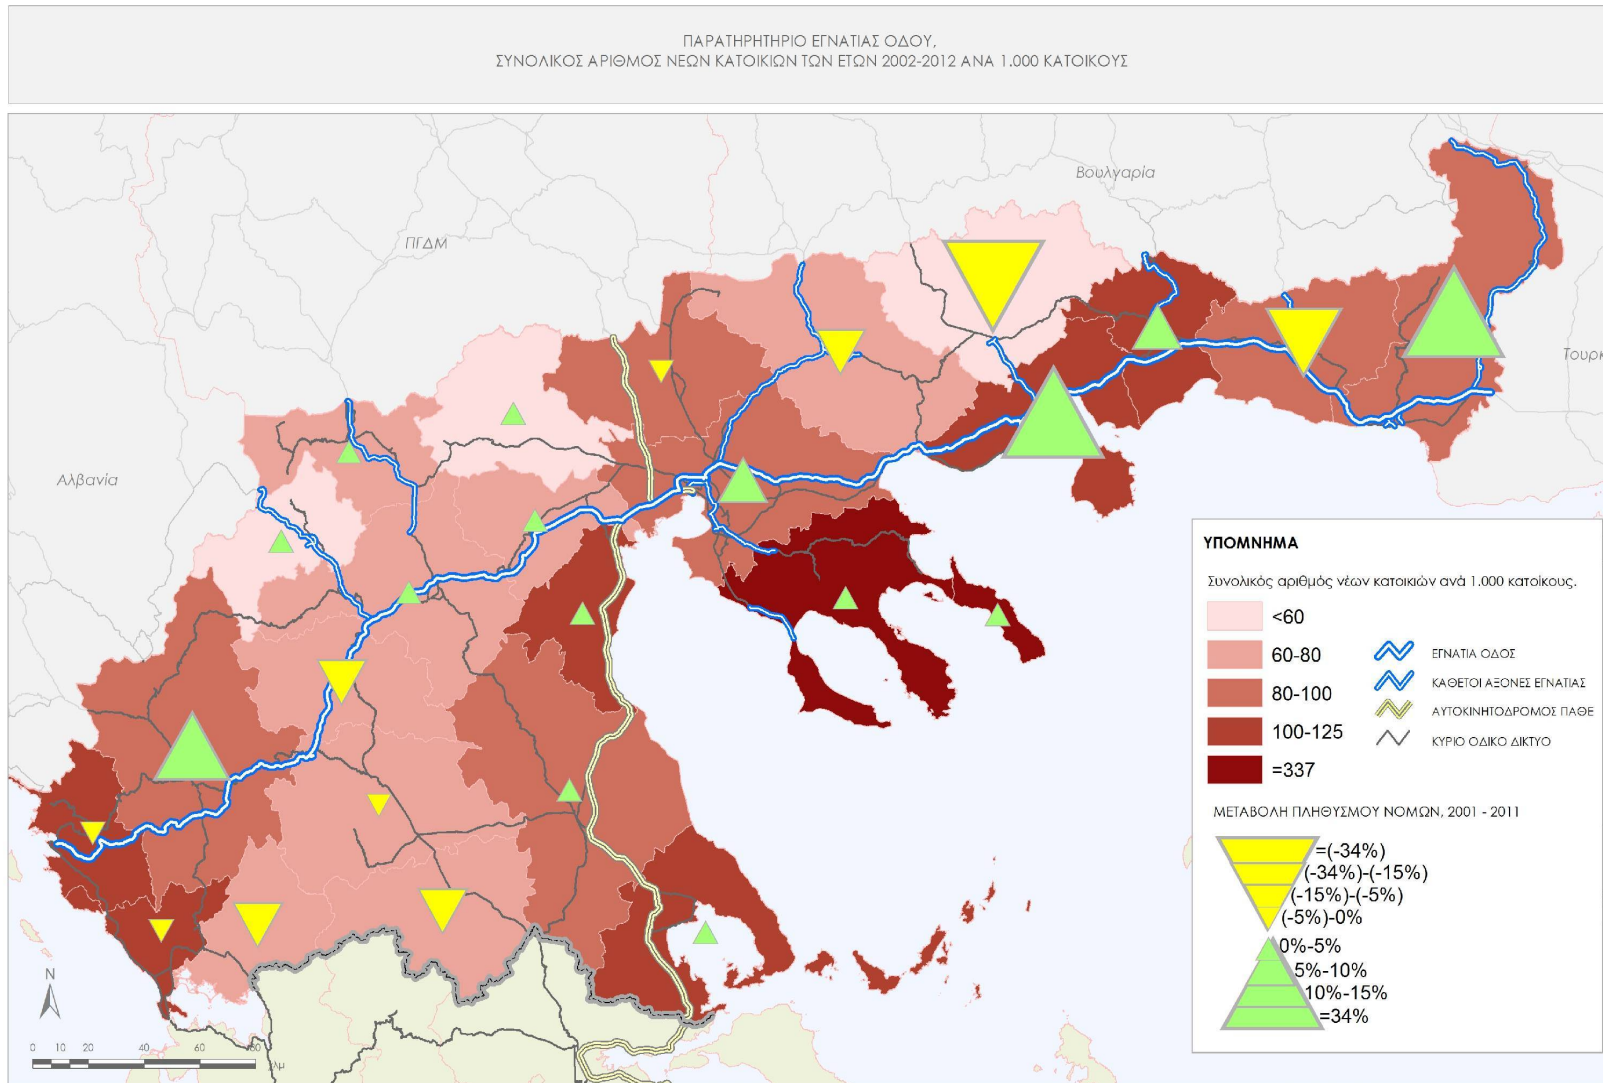 ΠΑΡΑΤΗΡΗΤΗΡΙΟ ΕΓΝΑΤΙΑΣ ΟΔΟΥ,
ΣΥΝΟΛΙΚΟΣ ΑΡΙΘΜΟΣ ΝΕΩΝ ΚΑΤΟΙΚΙΩΝ ΤΩΝ ΕΤΩΝ 2002-2012 ΑΝΑ 1.000 ΚΑΤΟΙΚΟΥΣ
Βουλγαρία
ΠΓΔΜ
Τουρκ
Αλβανία
ΥΠΟΜΝΗΜΑ
Συνολικός αριθμός νέων κατοικιών ανά 1.000 κατοίκους.
<60
60-80
80-100
100-125
=337
ΕΓΝΑΤΙΑ ΟΔΟΣ
ΚΑΘΕΤΟΙ ΑΞΟΝΕΣ ΕΓΝΑΤΙΑΣ
ΑΥΤΟΚΙΝΗΤΟΔΡΟΜΟΣ ΠΑΘΕ
ΚΥΡΙΟ ΟΔΙΚΟ ΔΙΚΤΥΟ
ΜΕΤΑΒΟΛΗ ΠΛΗΘΥΣΜΟΥ ΝΟΜΩΝ, 2001 - 2011
=(-34%)
(-34%)-(-15%)
(-15%)-(-5%)
(-5%)-0%
0%-5%
5%-10%
10%-15%
=34%
N
0 10 20 40 60 80
χλμ